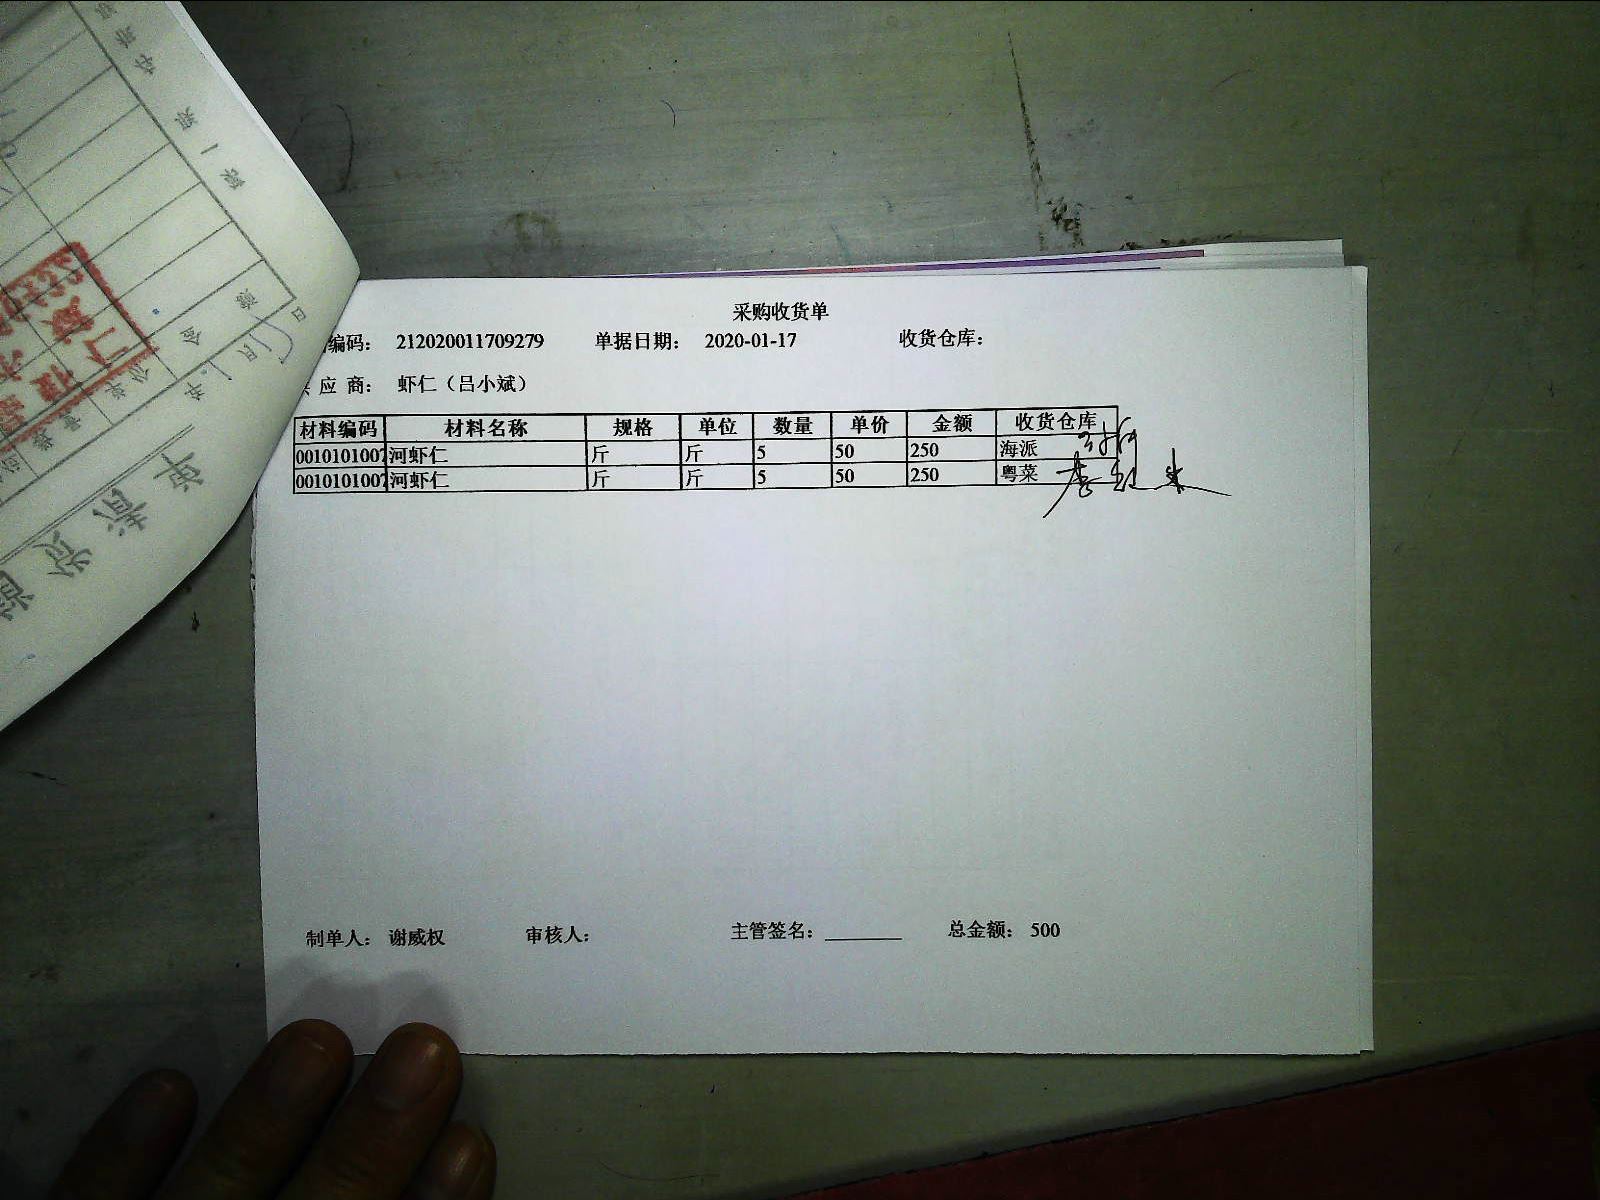 采购收货单
编码： 212020011709279 单据日期： 2020-01-17 收货仓库：
应 商： 虾仁（吕小斌）
材料编码 材料名称 规格 单位 数量 单价 金额 收货仓库
0010101007 河虾仁 斤 斤 5 50 250 海派
0010101007 河虾仁 斤 斤 5 50 250 粤菜
制单人： 谢威权 审核人： 主管签名： 总金额： 500